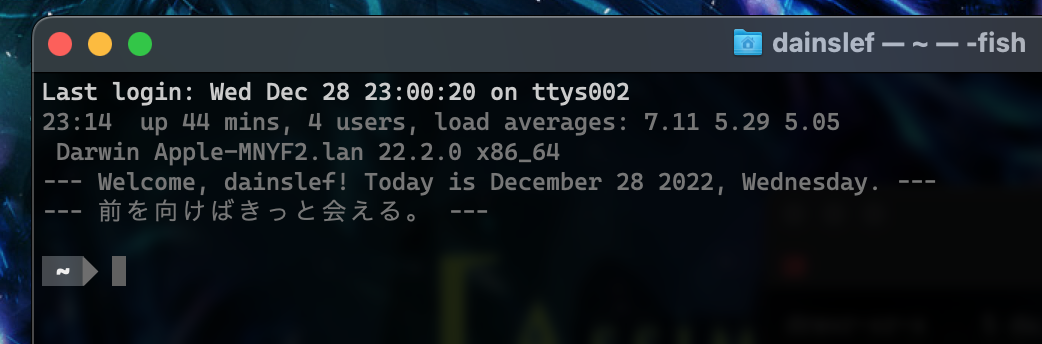 dainslef — ~ — -fish
Last login: Wed Dec 28 23:00:20 on ttys002
23:14  up 44 mins, 4 users, load averages: 7.11 5.29 5.05
 Darwin Apple-MNYF2.lan 22.2.0 x86_64
--- Welcome, dainslef! Today is December 28 2022, Wednesday. ---
--- 前を向けばきっと会える。 ---
~